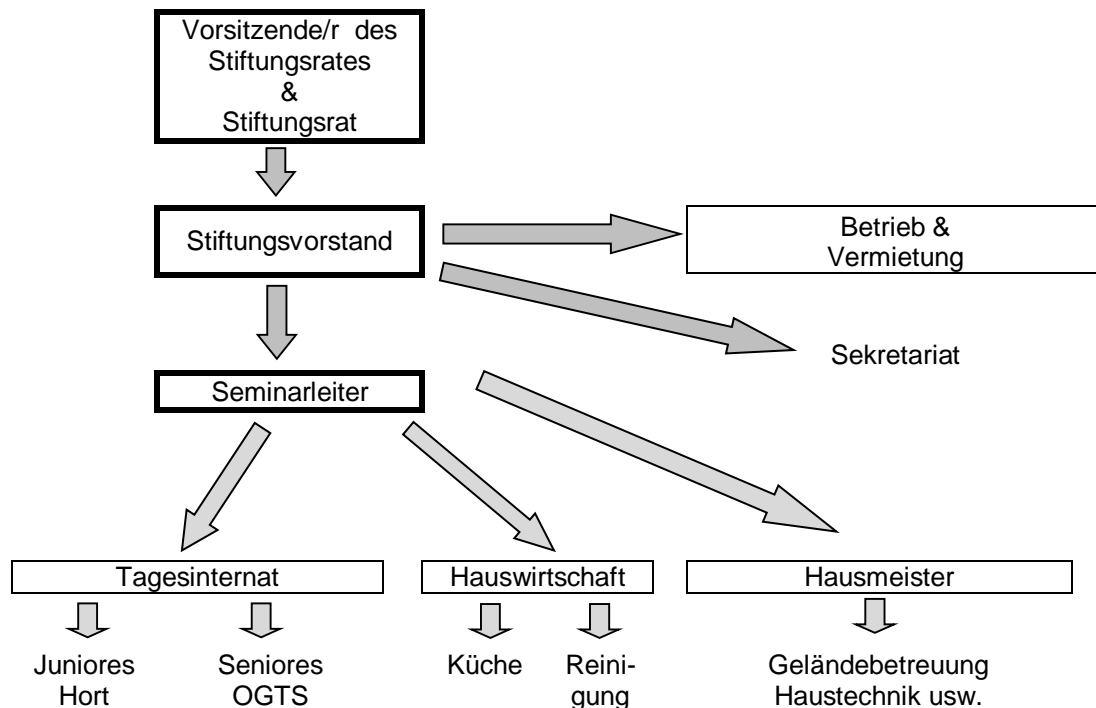 Vorsitzende/r des
Stiftungsrates
&
Stiftungsrat
Stiftungsvorstand
Betrieb &
Vermietung
Sekretariat
Seminarleiter
Tagesinternat
Hauswirtschaft
Hausmeister
Juniores
Hort
Seniores
OGTS
Küche
Reini-
gung
Geländebetreuung
Haustechnik usw.